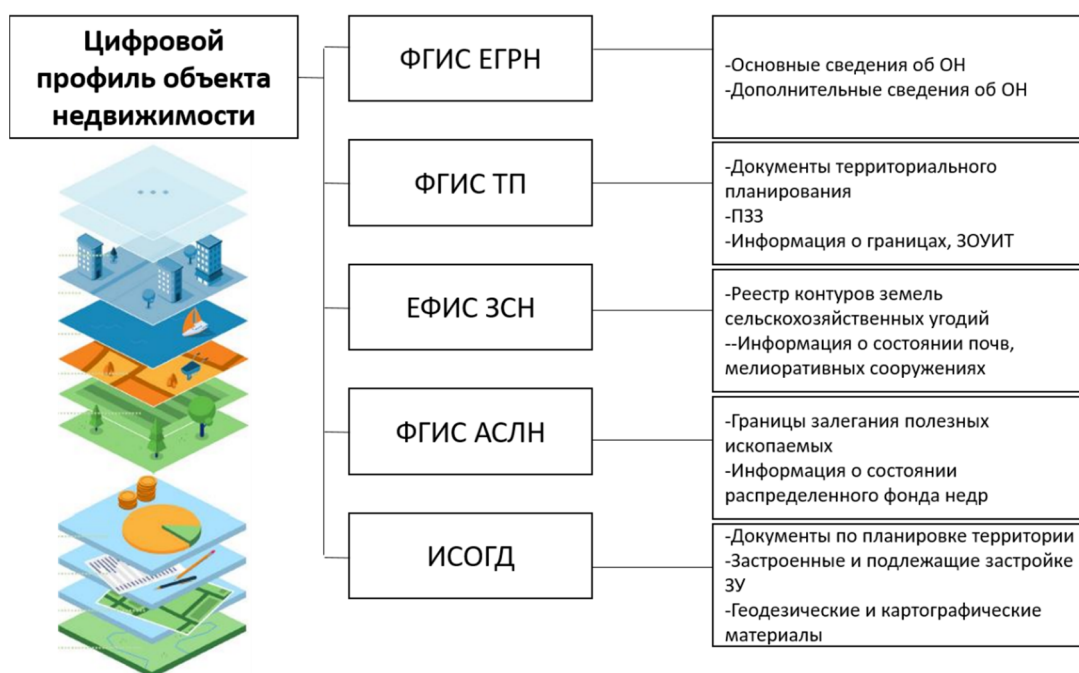 Цифровой
профиль объекта
недвижимости
ФГИС ЕГРН
-Основные сведения об ОН
-Дополнительные сведения об ОН
ФГИС ТП
-Документы территориального
планирования
-ПЗЗ
-Информация о границах, ЗОУИТ
ЕФИС ЗСН
-Реестр контуров земель
сельскохозяйственных угодий
--Информация о состоянии почв,
мелиоративных сооружениях
ФГИС АСЛН
-Границы залегания полезных
ископаемых
-Информация о состоянии
распределенного фонда недр
ИСОГД
-Документы по планировке территории
-Застроенные и подлежащие застройке
ЗУ
-Геодезические и картографические
материалы